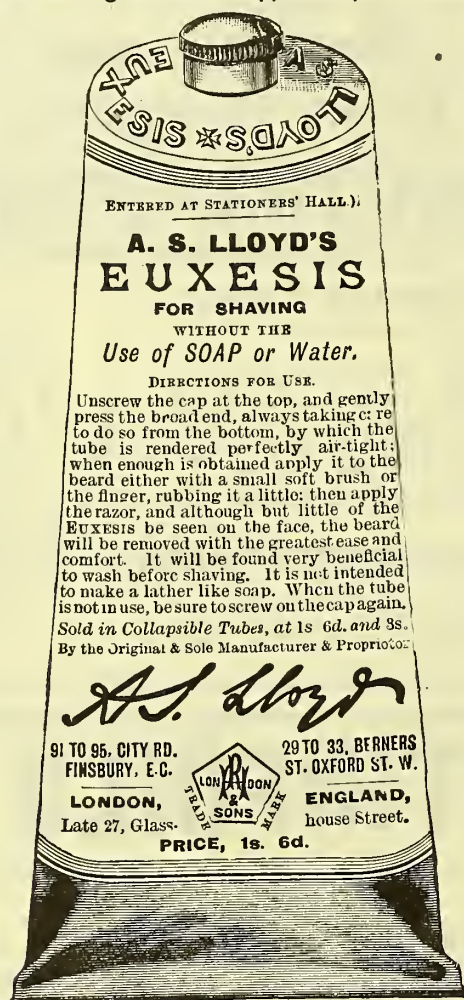 A. S. LLOYD'S EUXESIS
ENTERED AT STATIONERS' HALL.)
A. S. LLOYD'S
EUXESIS
FOR SHAVING
WITHOUT THE
Use of SOAP or Water.
DIRECTIONS FOR USE.
Unscrew the cap at the top, and gently
press the broad end, always taking c: re
to do so from the bottom, by which the
tube is rendered perfectly air-tight;
when enough is obtained apply it to the
beard either with a small soft brush or
the finger, rubbing it a little: then apply
the razor, and although but little of the
EUXESIS be seen on the face, the beard
will be removed with the greatest ease and
comfort. It will be found very beneficial
to wash before shaving. It is not intended
to make a lather like soap. When the tube
is not in use, be sure to screw on the cap again.
Sold in Collapsible Tubes, at 1s 6d. and 3s.
By the Original & Sole Manufacturer & Proprietor
A.S. Lloyd
91 TO 95, CITY RD.
FINSBURY, E.C.
LONDON,
Late 27, Glass-
LONDON
& SONS
TRADE MARK
29 TO 33, BERNERS
ST. OXFORD ST. W.
ENGLAND,
house Street.
PRICE, 1s. 6d.